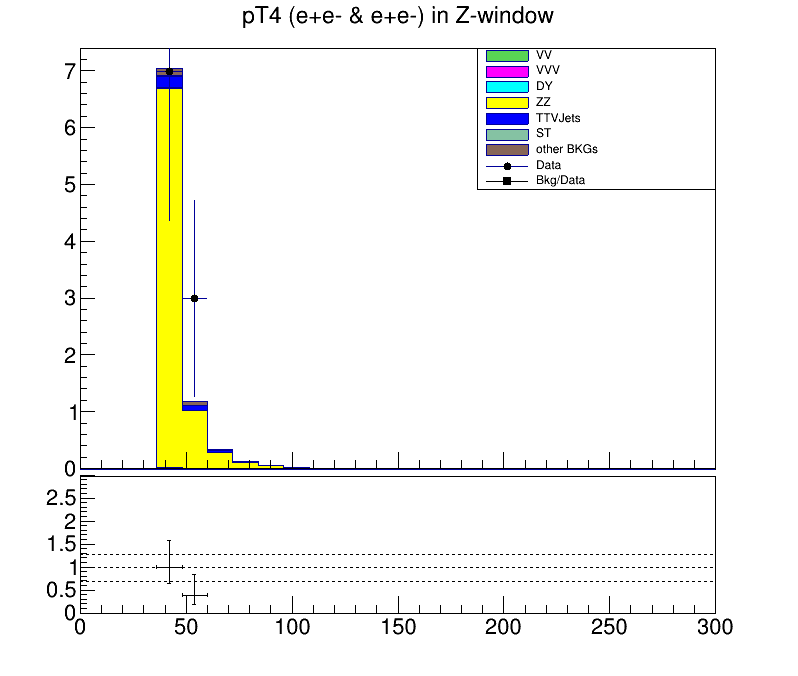 pT4 (e+e- & e+e-) in Z-window
VV
VVV
DY
ZZ
TTVJets
ST
other BKGs
Data
Bkg/Data
7
6
5
4
3
2
1
0
2.5
2
1.5
1
0.5
0
0 50 100 150 200 250 300